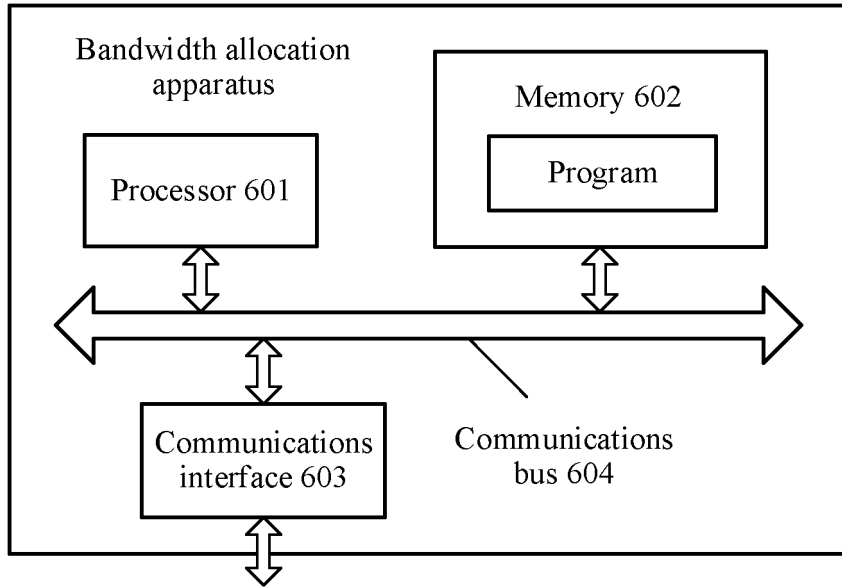 Bandwidth allocation
apparatus
Memory 602
Program
Processor 601
Communications
interface 603
Communications
bus 604